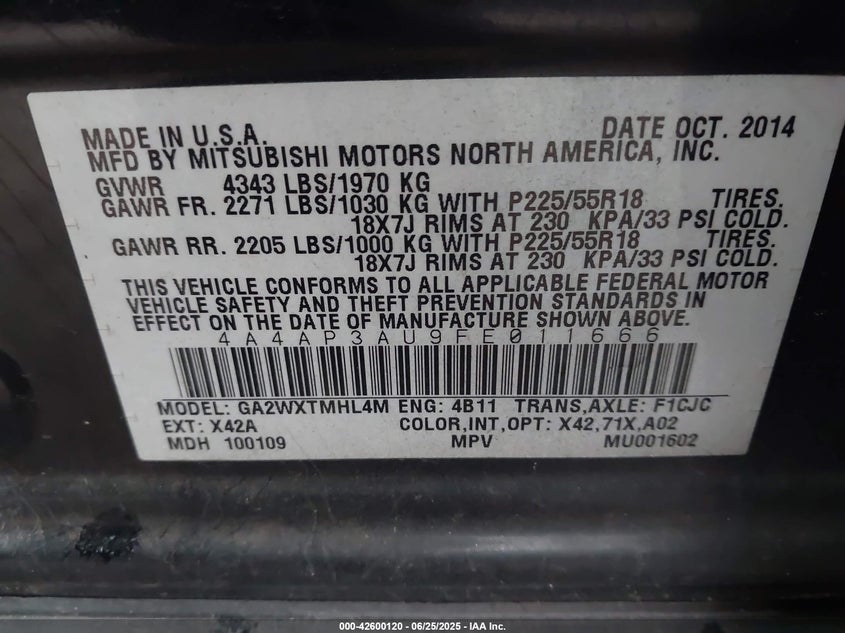 MADE IN U.S.A. DATE OCT. 2014
MFD BY MITSUBISHI MOTORS NORTH AMERICA, INC.
GVWR 4343 LBS/1970 KG
GAWR FR. 2271 LBS/1030 KG WITH P225/55R18 TIRES.
18X7J RIMS AT 230 KPA/33 PSI COLD.
GAWR RR. 2205 LBS/1000 KG WITH P225/55R18 TIRES.
18X7J RIMS AT 230 KPA/33 PSI COLD.
THIS VEHICLE CONFORMS TO ALL APPLICABLE FEDERAL MOTOR
VEHICLE SAFETY AND THEFT PREVENTION STANDARDS IN
EFFECT ON THE DATE OF MANUFACTURE SHOWN ABOVE.
4A4AP3AU9FE011666
MODEL: GA2WXTMHL4M ENG: 4B11 TRANS,AXLE: F1CJC
EXT: X42A COLOR,INT,OPT: X42,71X,A02
MDH 100109 MPV MU001602
000-42600120 - 06/25/2025 - IAA Inc.